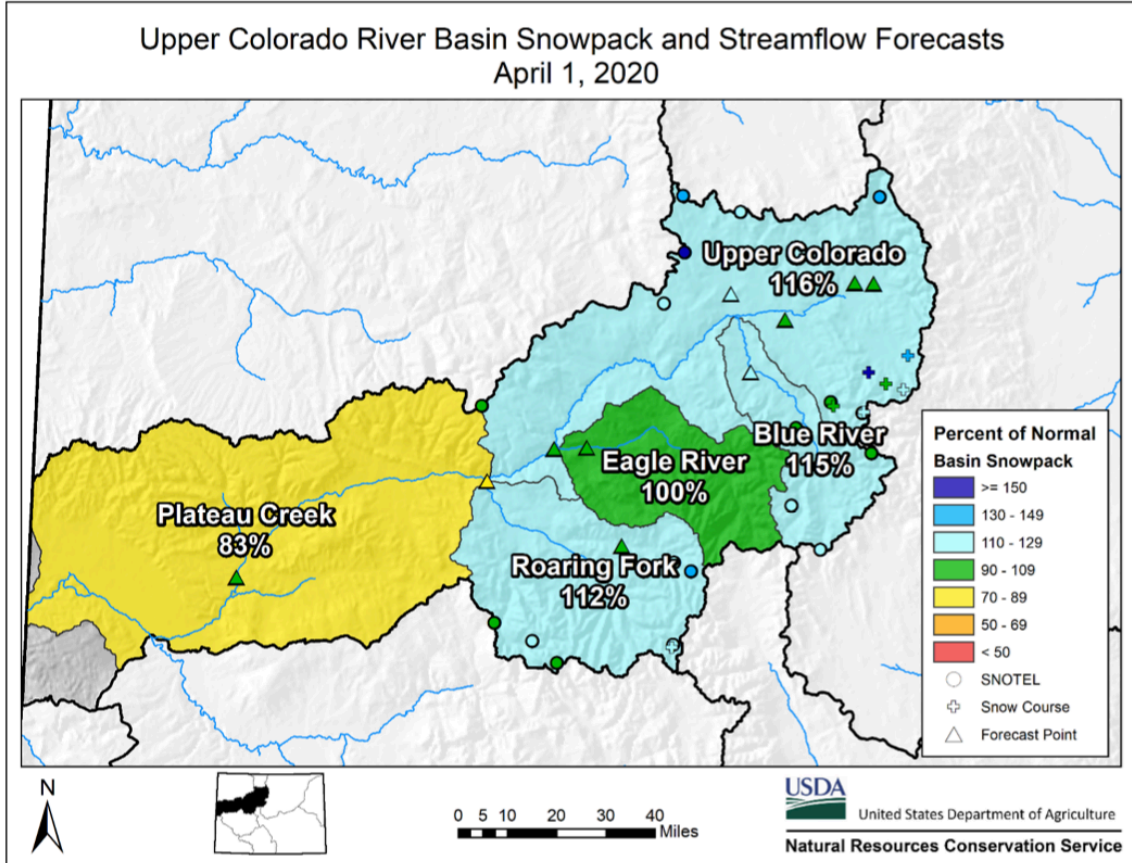 Upper Colorado River Basin Snowpack and Streamflow Forecasts
April 1, 2020
Upper Colorado
116%
Blue River
115%
Eagle River
100%
Plateau Creek
83%
Roaring Fork
112%
Percent of Normal
Basin Snowpack
>= 150
130 - 149
110 - 129
90 - 109
70 - 89
50 - 69
< 50
SNOTEL
Snow Course
Forecast Point
N
0 5 10 20 30 40
Miles
USDA
United States Department of Agriculture
Natural Resources Conservation Service